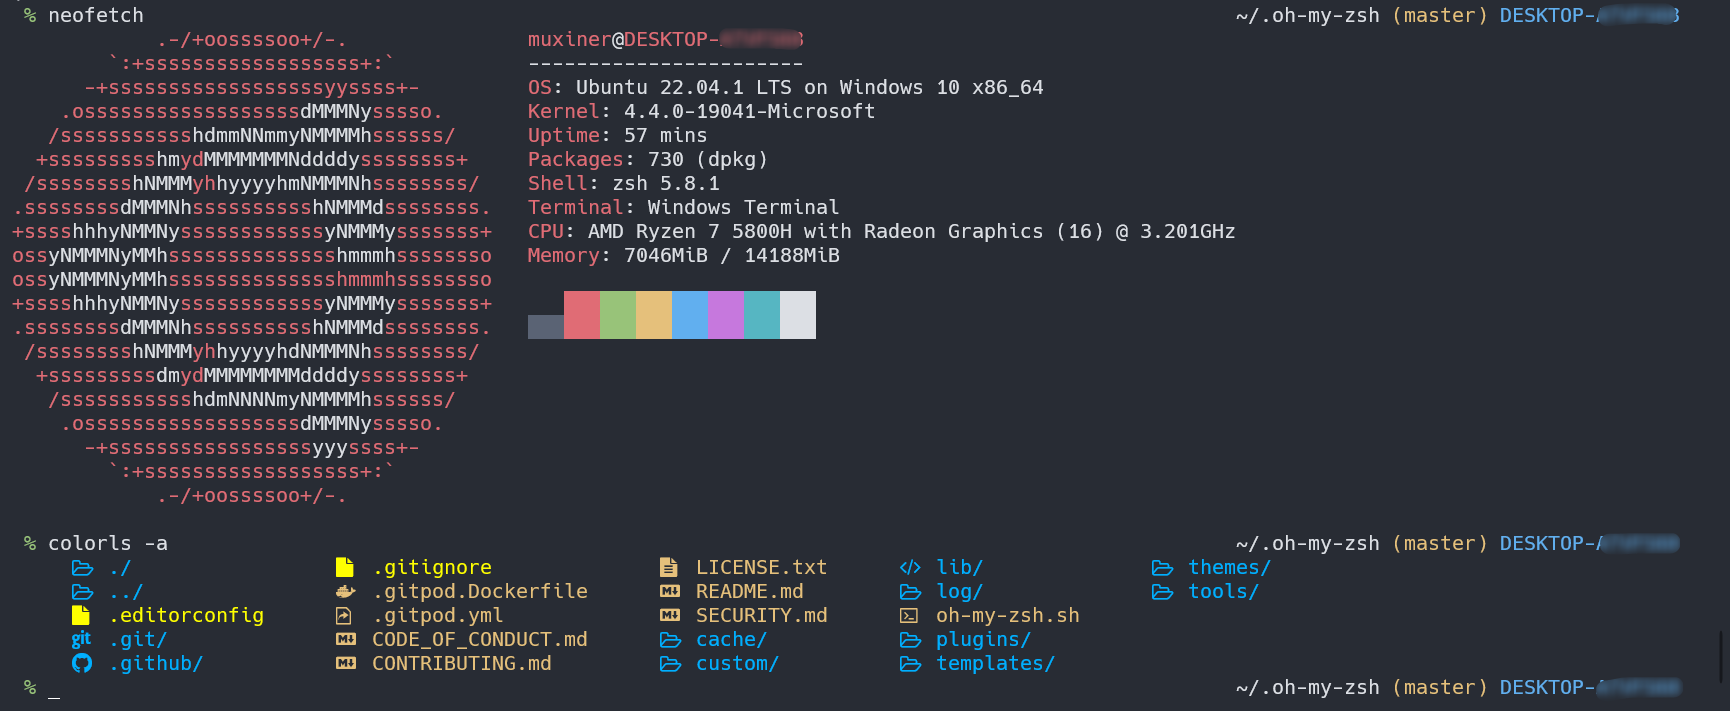 % neofetch ~/.oh-my-zsh (master) DESKTOP-
.-/+oossssoo+/-. muxiner@DESKTOP-
`:+ssssssssssssssssss+:` -----------------------
-+ssssssssssssssssssyyssss+- OS: Ubuntu 22.04.1 LTS on Windows 10 x86_64
.ossssssssssssssssssdMMMNysssso. Kernel: 4.4.0-19041-Microsoft
/ssssssssssshdmmNNmmyNMMMMhssssss/ Uptime: 57 mins
+ssssssssshmydMMMMMMMNddddyssssssss+ Packages: 730 (dpkg)
/sssssssshNMMMyhhyyyyhmNMMMNhssssssss/ Shell: zsh 5.8.1
.ssssssssdMMMNhsssssssssshNMMMdssssssss. Terminal: Windows Terminal
+sssshhhyNMMNyssssssssssssyNMMMysssssss+ CPU: AMD Ryzen 7 5800H with Radeon Graphics (16) @ 3.201GHz
ossyNMMMNyMMhsssssssssssssshmmmhssssssso Memory: 7046MiB / 14188MiB
ossyNMMMNyMMhsssssssssssssshmmmhssssssso
+sssshhhyNMMNyssssssssssssyNMMMysssssss+
.ssssssssdMMMNhsssssssssshNMMMdssssssss.
/sssssssshNMMMyhhyyyyhdNMMMNhssssssss/
+sssssssssdmydMMMMMMMMddddyssssssss+
/ssssssssssshdmNNNNmyNMMMMhssssss/
.ossssssssssssssssssdMMMNysssso.
-+sssssssssssssssssyyyssss+-
`:+ssssssssssssssssss+:`
.-/+oossssoo+/-.
% colorls -a ~/.oh-my-zsh (master) DESKTOP-
./ .gitignore LICENSE.txt lib/ themes/
../ .gitpod.Dockerfile README.md log/ tools/
.editorconfig .gitpod.yml SECURITY.md oh-my-zsh.sh
git .git/ CODE_OF_CONDUCT.md cache/ plugins/
.github/ CONTRIBUTING.md custom/ templates/
% _ ~/.oh-my-zsh (master) DESKTOP-